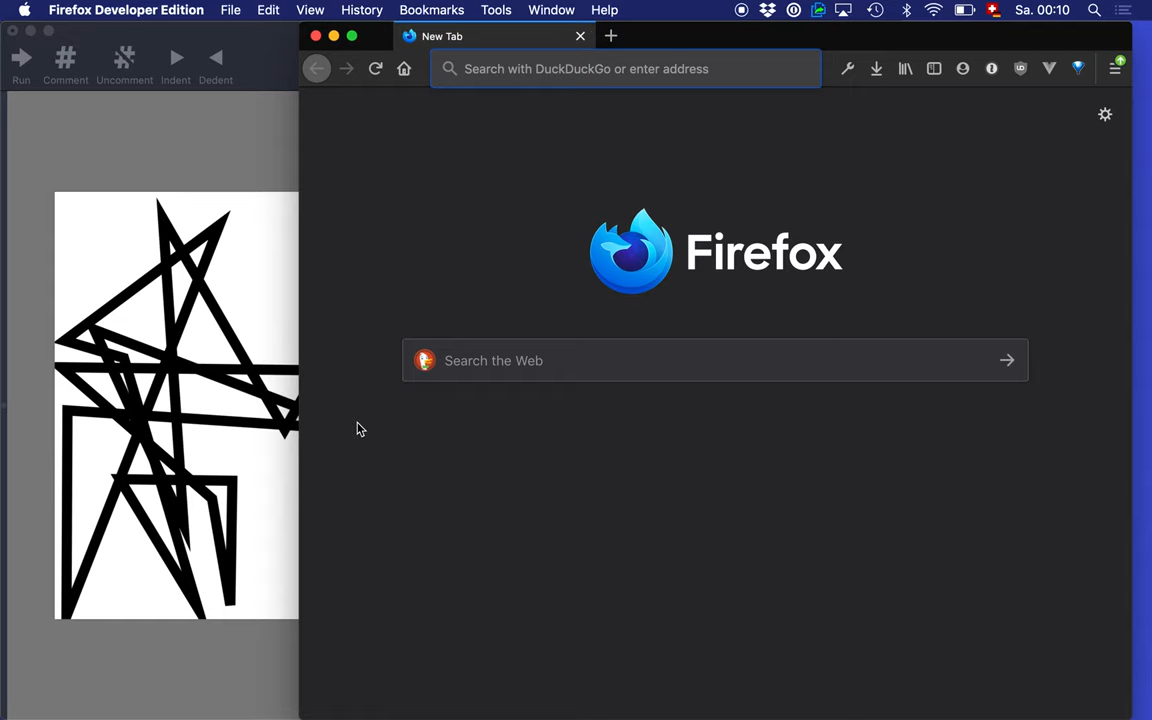 Firefox Developer Edition File Edit View History Bookmarks Tools Window Help Sa. 00:10
New Tab
Run Comment Uncomment Indent Dedent
Search with DuckDuckGo or enter address
Firefox
Search the Web